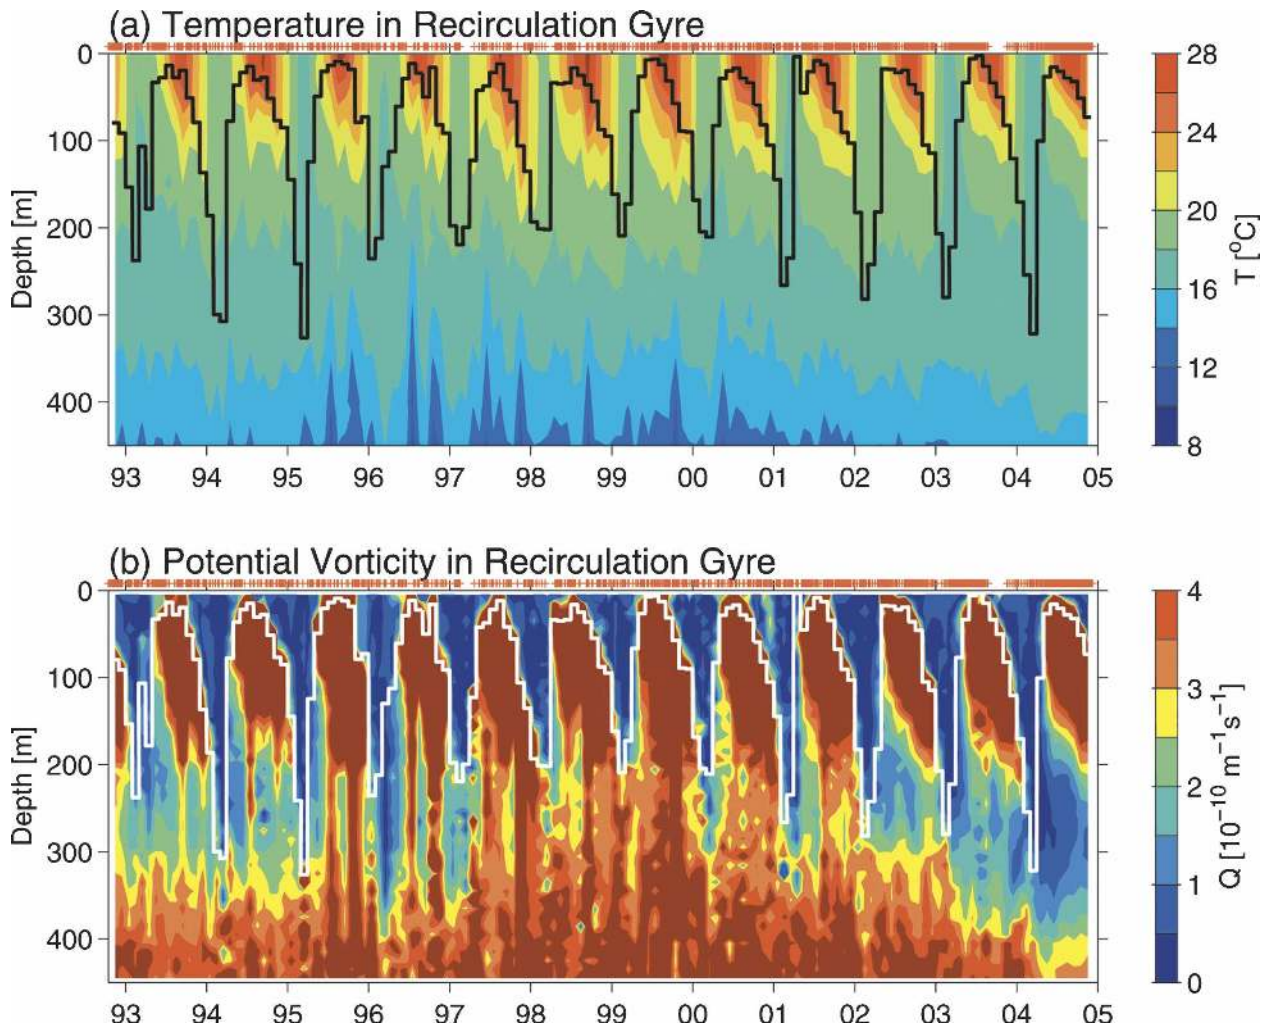 (a) Temperature in Recirculation Gyre
0
100
200
300
400
Depth [m]
93 94 95 96 97 98 99 00 01 02 03 04 05
28
24
20
16
12
8
T [°C]
(b) Potential Vorticity in Recirculation Gyre
0
100
200
300
400
Depth [m]
93 94 95 96 97 98 99 00 01 02 03 04 05
4
3
2
1
0
Q [10⁻¹⁰ m⁻¹s⁻¹]